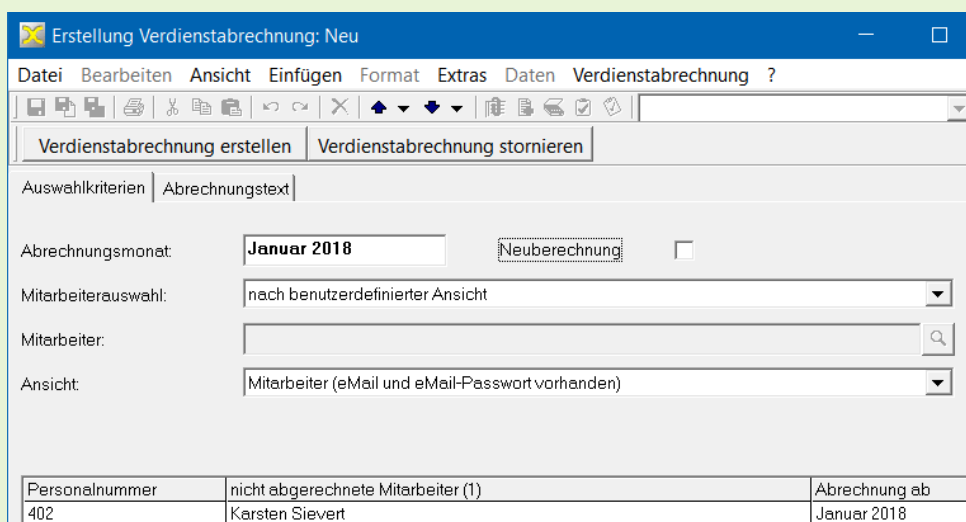 Erstellung Verdienstabrechnung: Neu
Datei Bearbeiten Ansicht Einfügen Format Extras Daten Verdienstabrechnung ?
Verdienstabrechnung erstellen Verdienstabrechnung stornieren
Auswahlkriterien Abrechnungstext
Abrechnungsmonat: Januar 2018 Neuberechnung
Mitarbeiterauswahl: nach benutzerdefinierter Ansicht
Mitarbeiter:
Ansicht: Mitarbeiter (eMail und eMail-Passwort vorhanden)
Personalnummer nicht abgerechnete Mitarbeiter (1) Abrechnung ab
402 Karsten Sievert Januar 2018